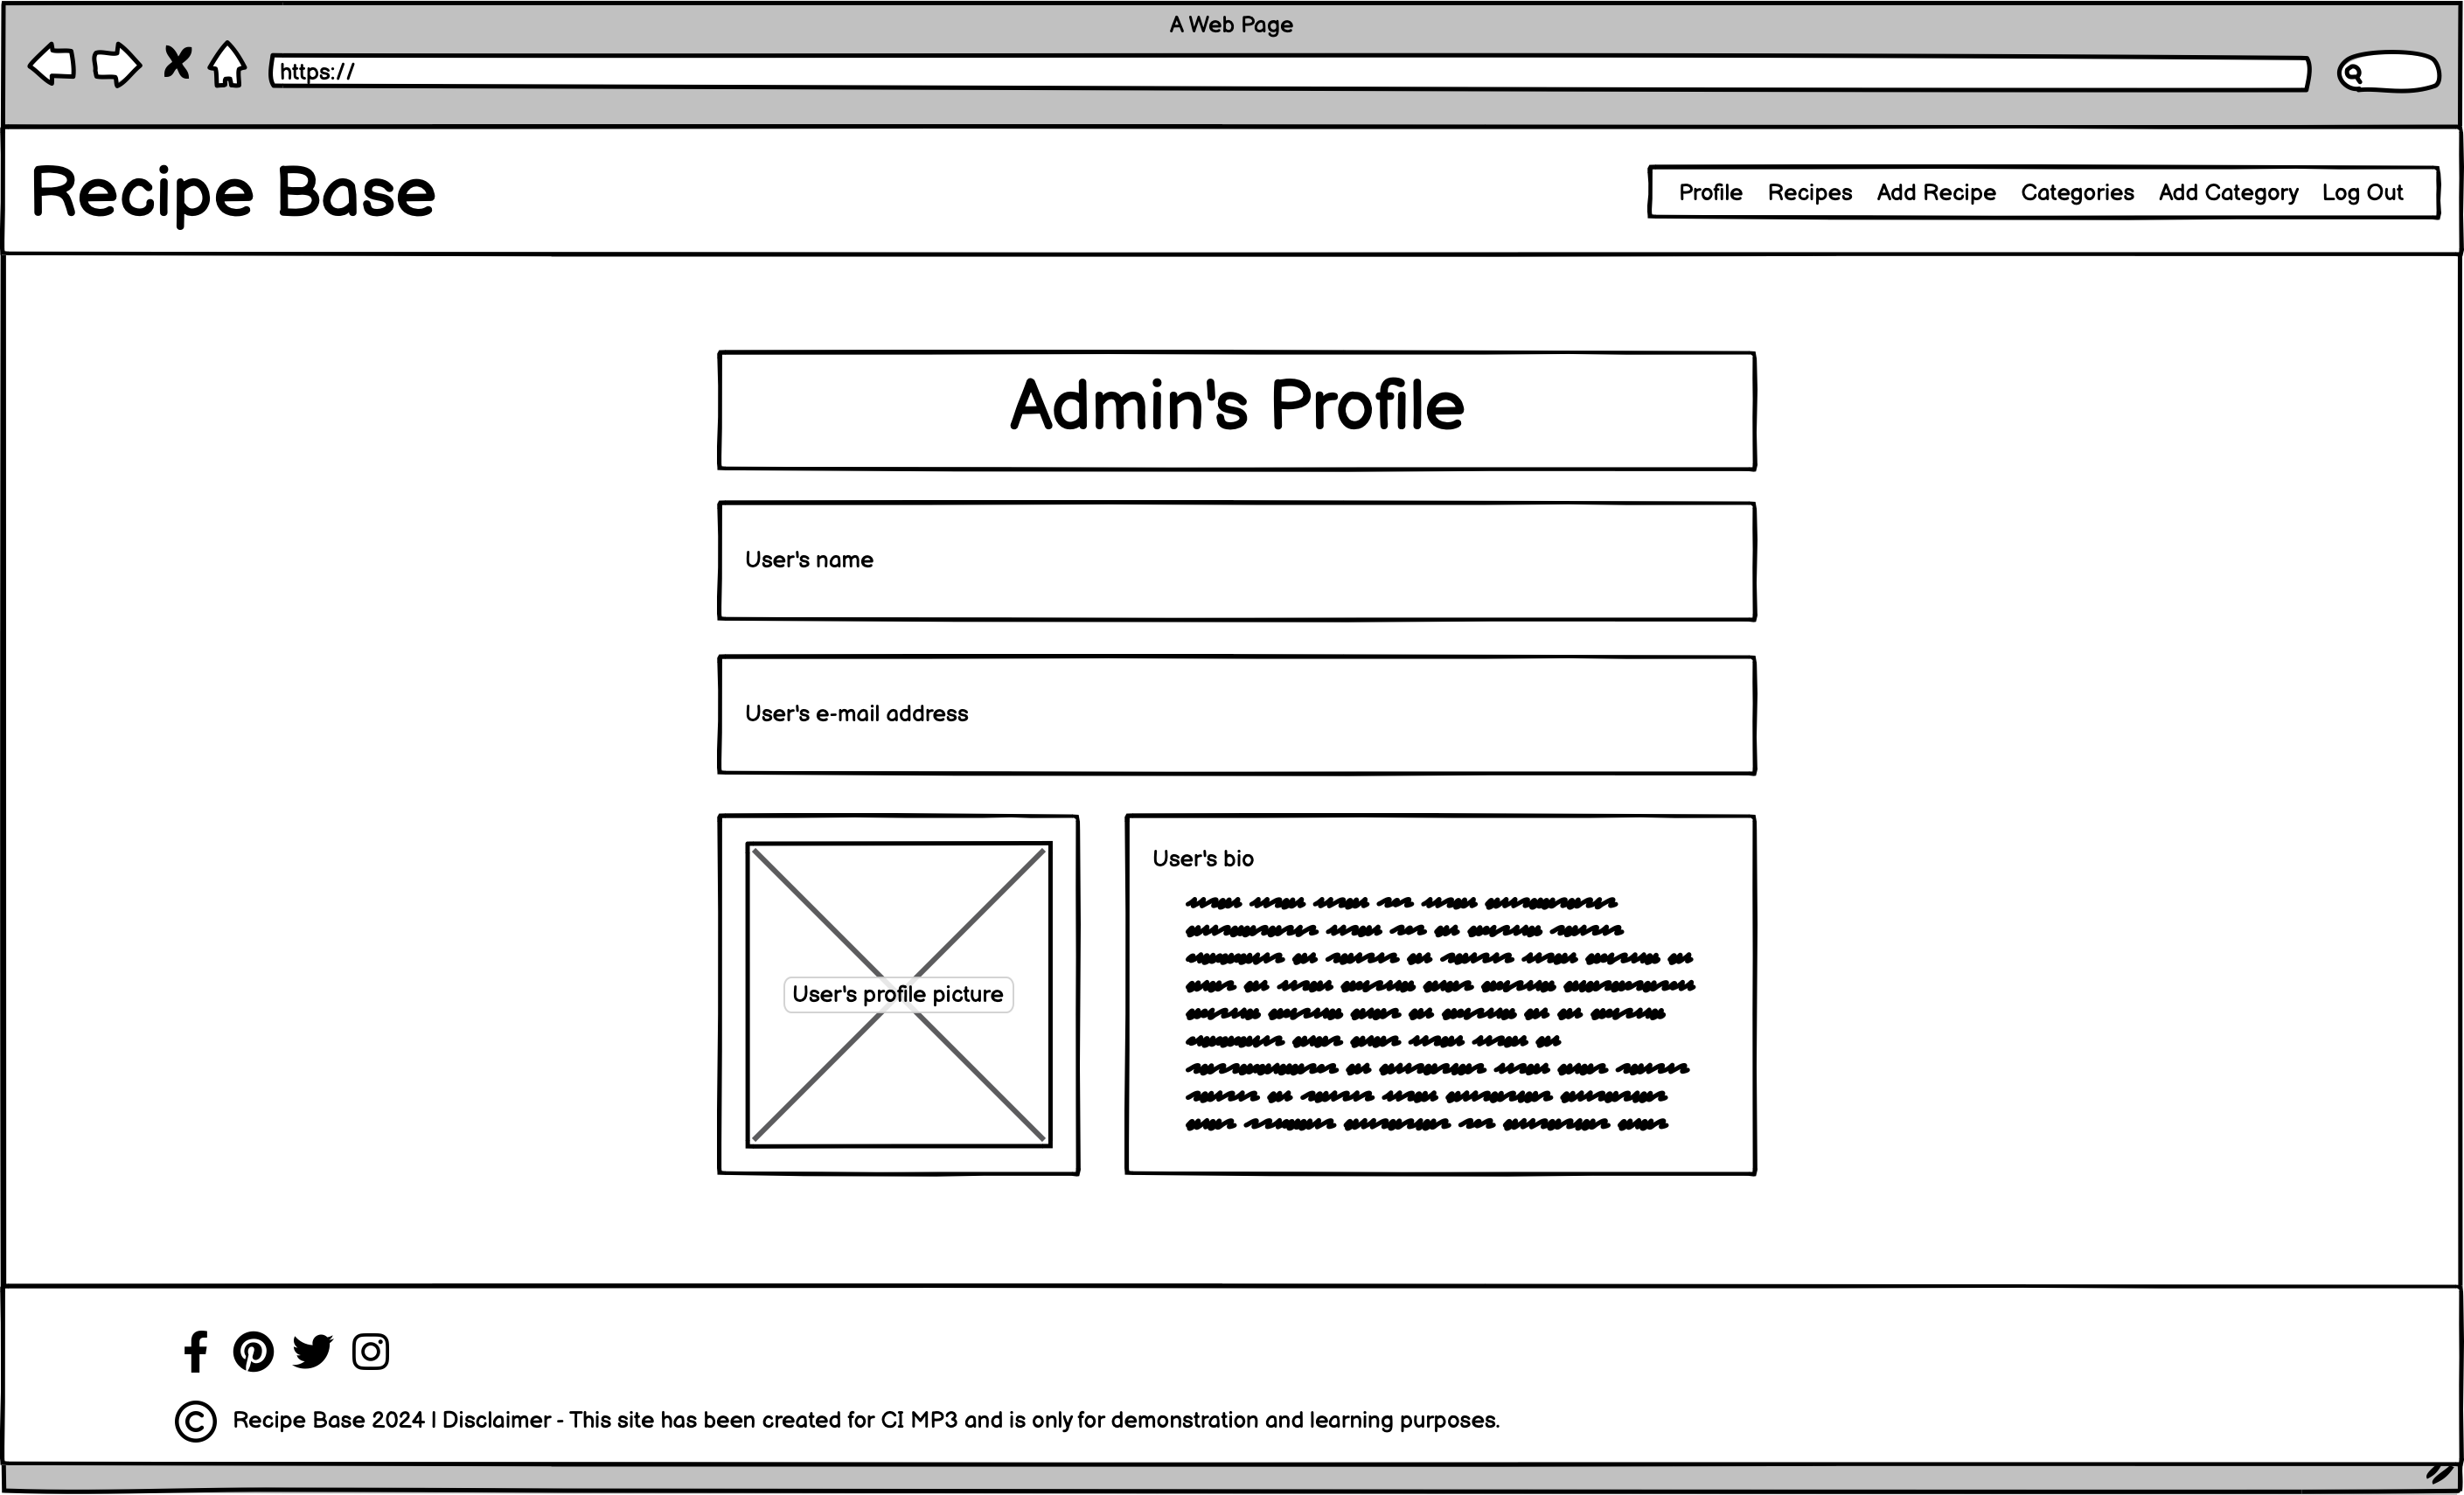 A Web Page
https://
Recipe Base
Profile Recipes Add Recipe Categories Add Category Log Out
Admin's Profile
User's name
User's e-mail address
User's profile picture
User's bio
© Recipe Base 2024 | Disclaimer - This site has been created for CI MP3 and is only for demonstration and learning purposes.